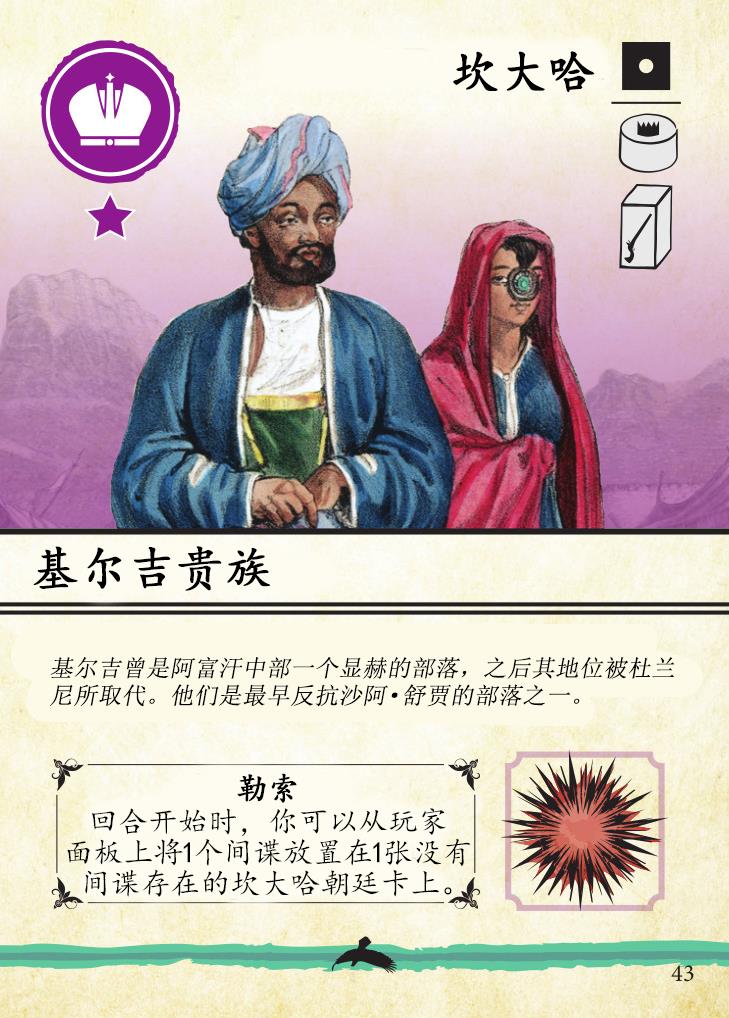 坎大哈
基尔吉贵族
基尔吉曾是阿富汗中部一个显赫的部落，之后其地位被杜兰
尼所取代。他们是最早反抗沙阿•舒贾的部落之一。
勒索
回合开始时，你可以从玩家
面板上将1个间谍放置在1张没有
间谍存在的坎大哈朝廷卡上。
43